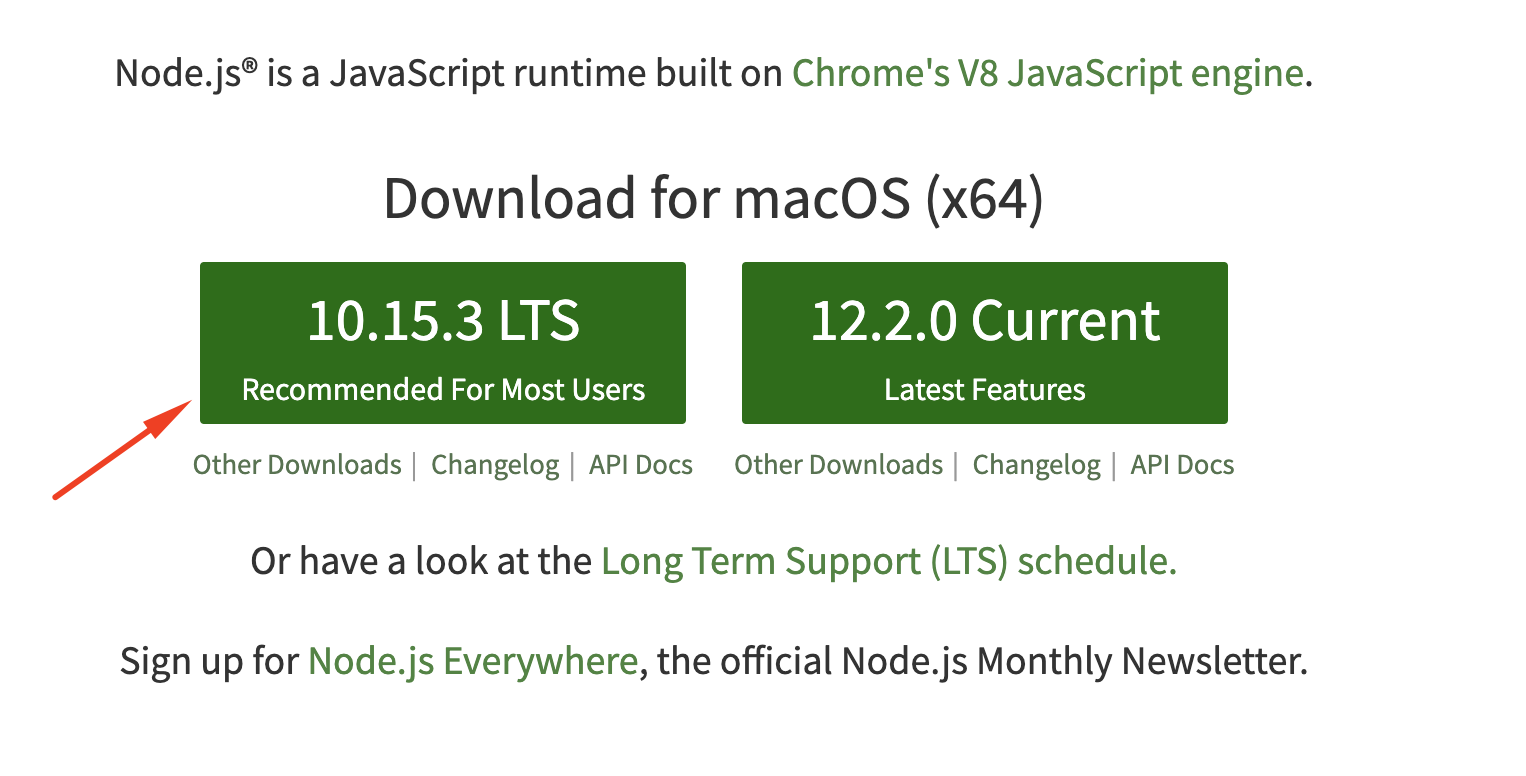 Node.js® is a JavaScript runtime built on Chrome's V8 JavaScript engine.
Download for macOS (x64)
10.15.3 LTS
Recommended For Most Users
12.2.0 Current
Latest Features
Other Downloads | Changelog | API Docs
Other Downloads | Changelog | API Docs
Or have a look at the Long Term Support (LTS) schedule.
Sign up for Node.js Everywhere, the official Node.js Monthly Newsletter.